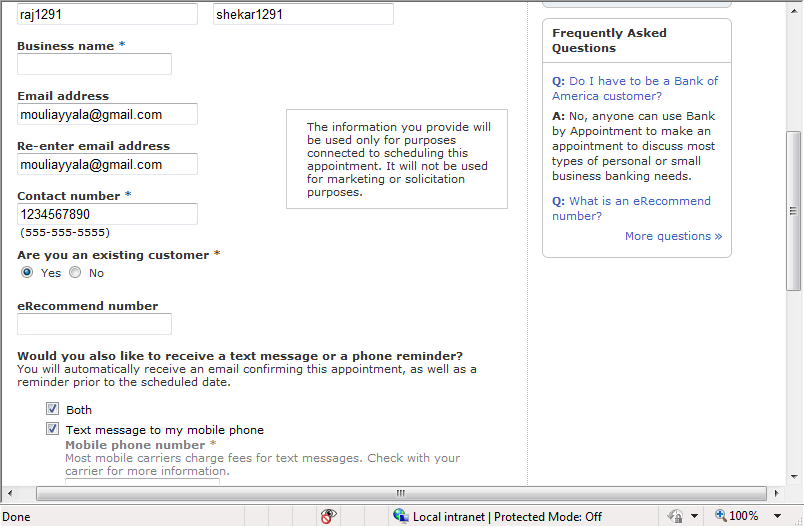 raj1291 shekar1291
Business name *
Email address
mouliayyala@gmail.com
Re-enter email address
mouliayyala@gmail.com
Contact number *
1234567890
(555-555-5555)
Are you an existing customer *
Yes No
eRecommend number
Would you also like to receive a text message or a phone reminder?
You will automatically receive an email confirming this appointment, as well as a
reminder prior to the scheduled date.
Both
Text message to my mobile phone
Mobile phone number *
Most mobile carriers charge fees for text messages. Check with your
carrier for more information.
The information you provide will
be used only for purposes
connected to scheduling this
appointment. It will not be used
for marketing or solicitation
purposes.
Frequently Asked
Questions
Q: Do I have to be a Bank of
America customer?
A: No, anyone can use Bank
by Appointment to make an
appointment to discuss most
types of personal or small
business banking needs.
Q: What is an eRecommend
number?
More questions »
Done Local intranet | Protected Mode: Off 100%